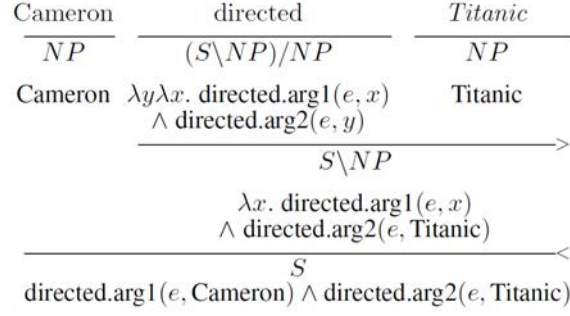 Cameron directed Titanic
NP (S\NP)/NP NP
Cameron λyλx. directed.arg1(e, x) Titanic
∧ directed.arg2(e, y)
>
S\NP
λx. directed.arg1(e, x)
∧ directed.arg2(e, Titanic)
<
S
directed.arg1(e, Cameron) ∧ directed.arg2(e, Titanic)